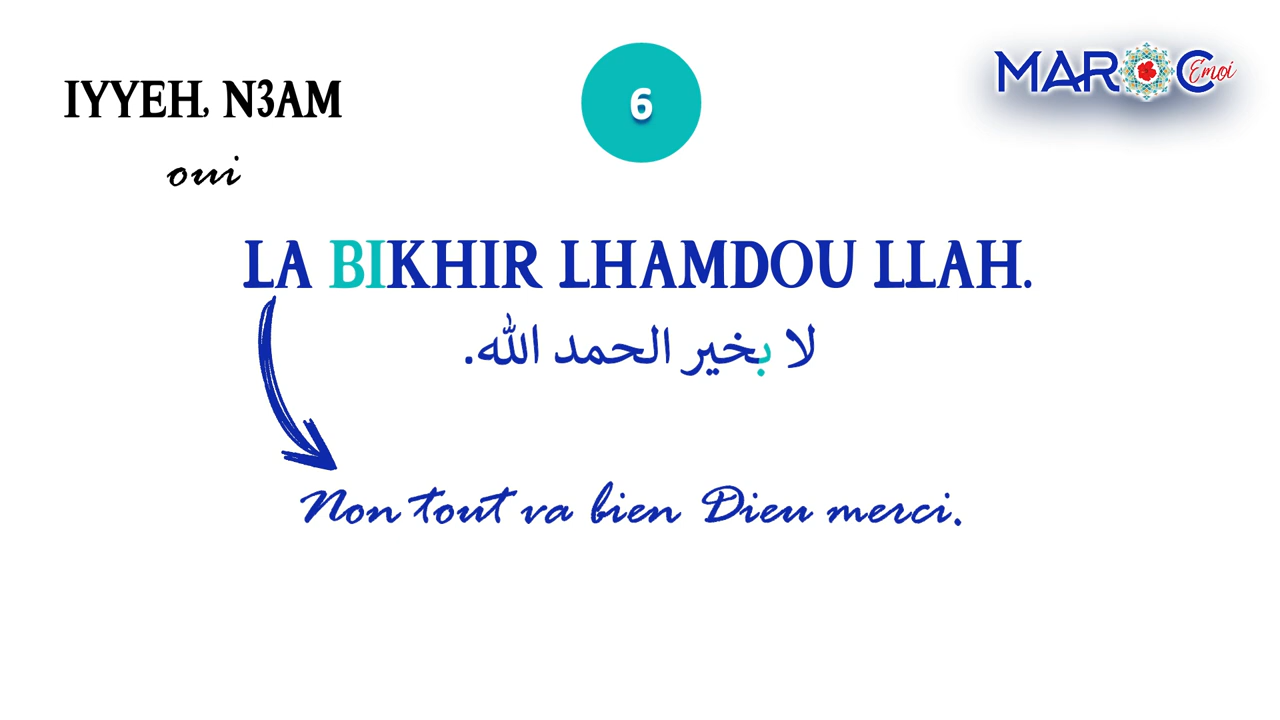 IYYEH, N3AM
oui
6
MAROC Émoi
LA BIKHIR LHAMDOU LLAH.
لا بخير الحمد الله.
Non tout va bien Dieu merci.